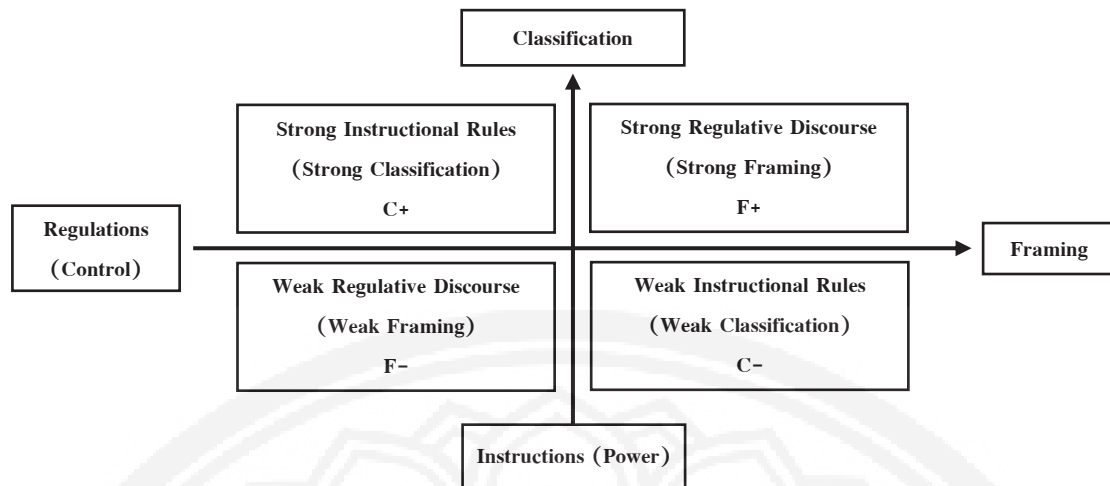 Classification
Strong Instructional Rules
(Strong Classification)
C+
Strong Regulative Discourse
(Strong Framing)
F+
Regulations
(Control)
Framing
Weak Regulative Discourse
(Weak Framing)
F-
Weak Instructional Rules
(Weak Classification)
C-
Instructions (Power)